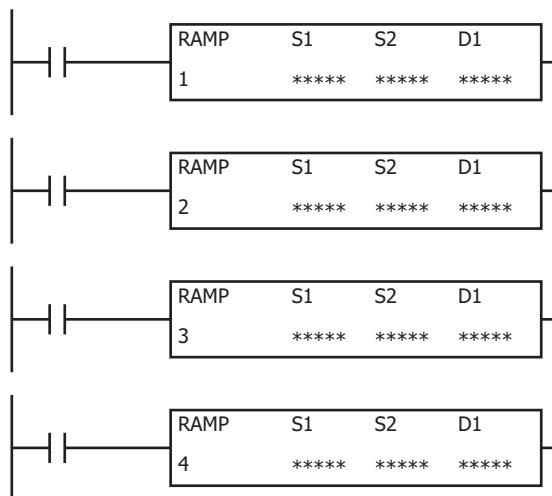 RAMP S1 S2 D1
1 ***** ***** *****
RAMP S1 S2 D1
2 ***** ***** *****
RAMP S1 S2 D1
3 ***** ***** *****
RAMP S1 S2 D1
4 ***** ***** *****